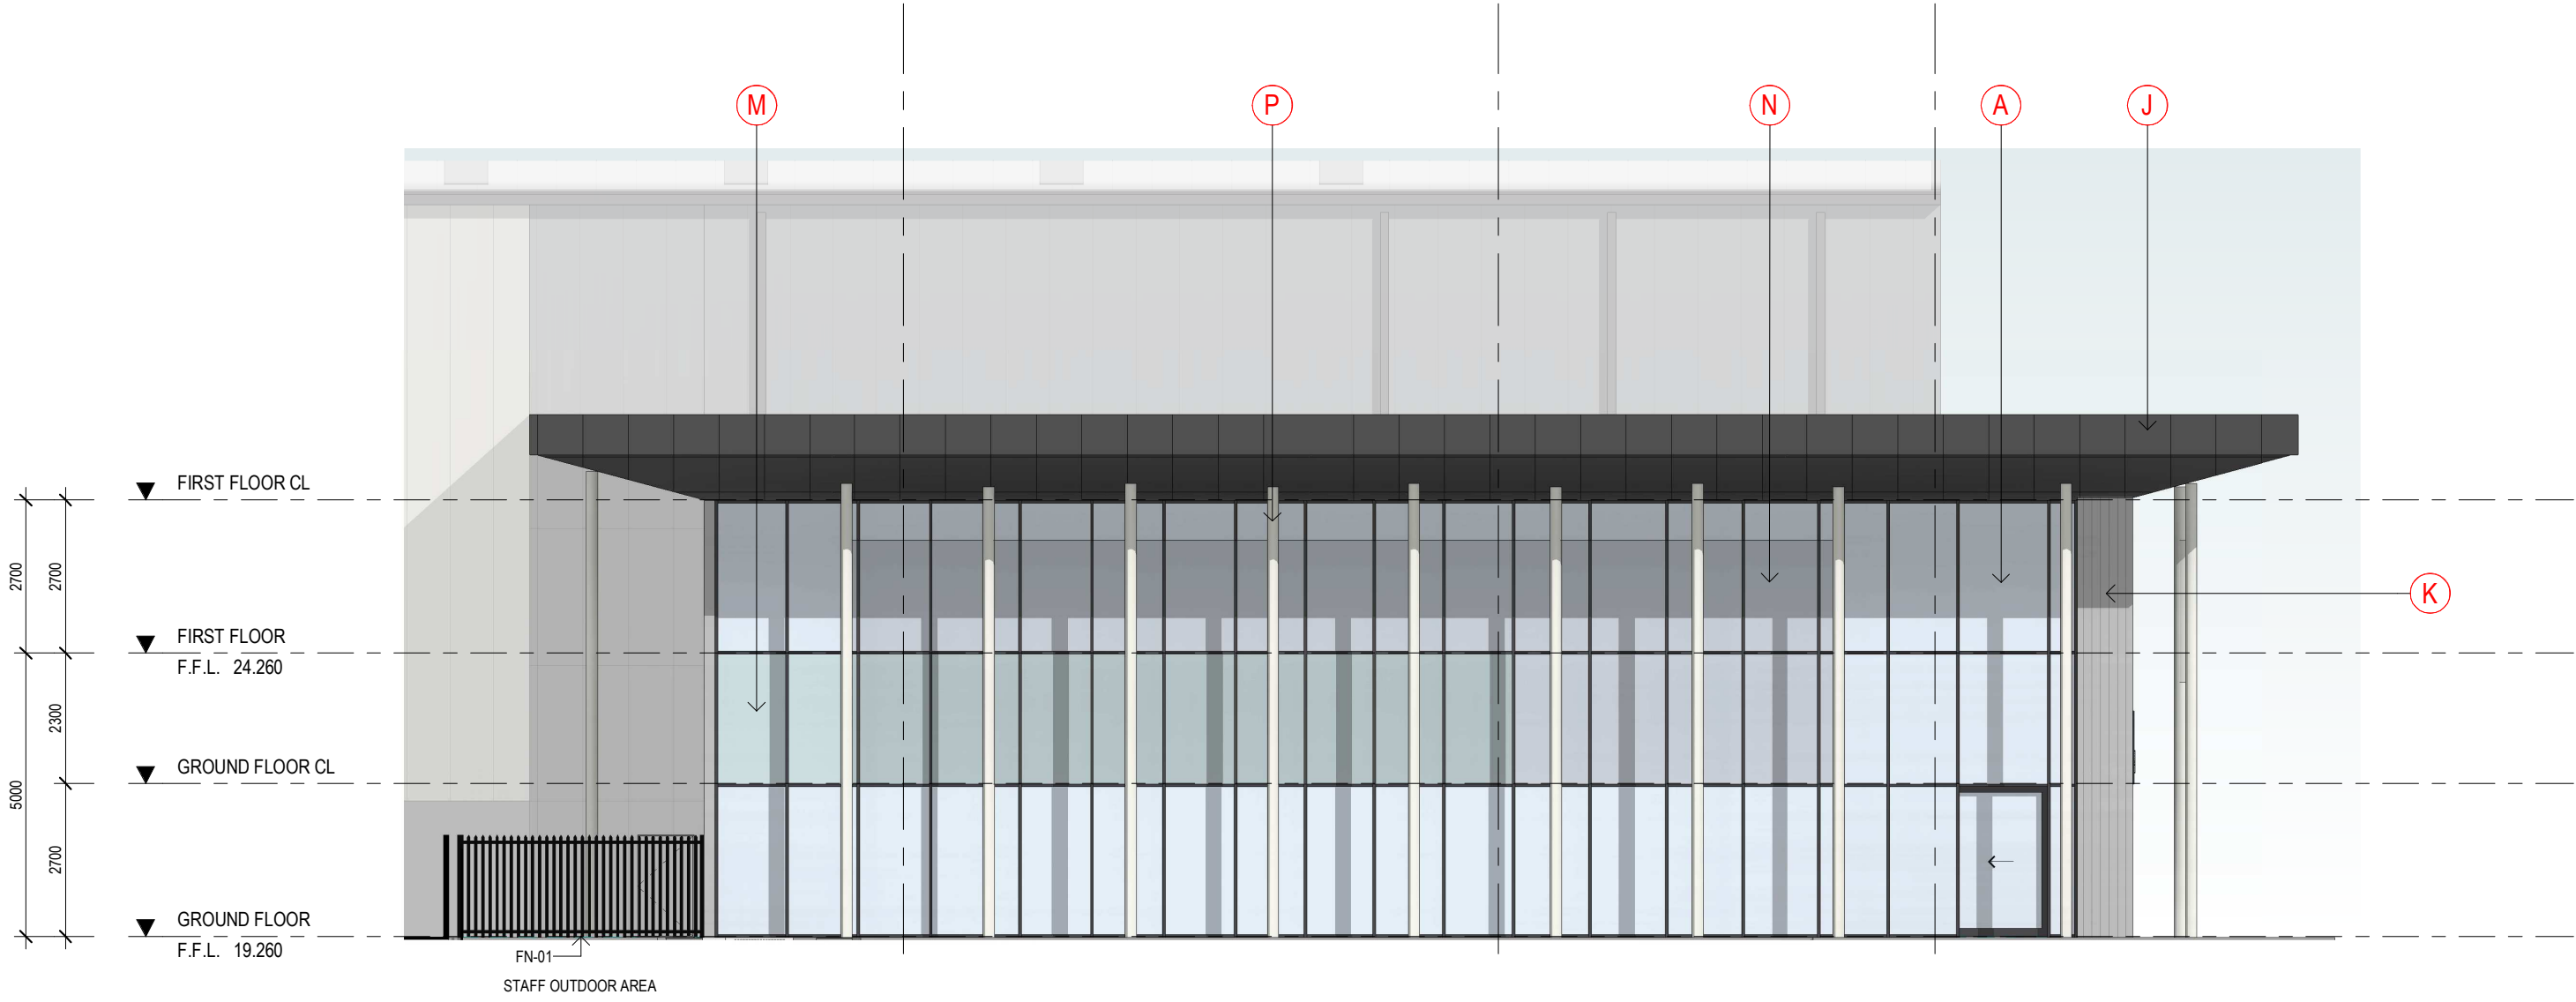 M P N A J
FIRST FLOOR CL
K
2700 2700
FIRST FLOOR
F.F.L. 24.260
2300
GROUND FLOOR CL
5000
2700
GROUND FLOOR
F.F.L. 19.260
FN-01
STAFF OUTDOOR AREA